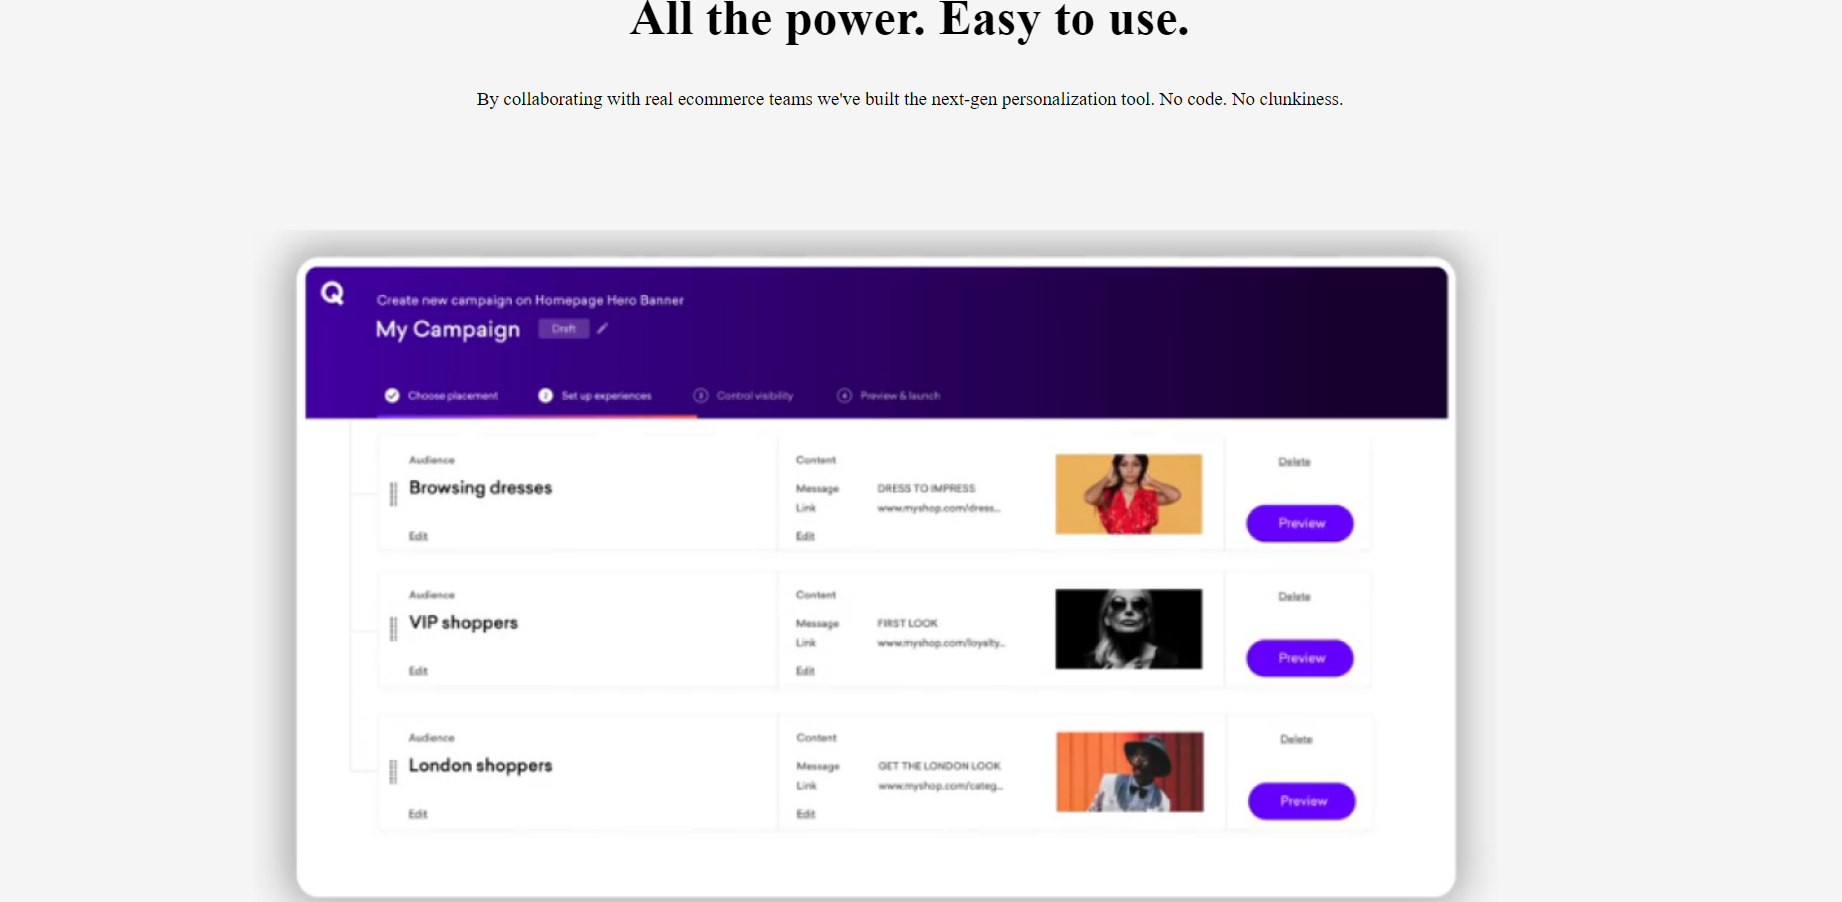 All the power. Easy to use.
By collaborating with real ecommerce teams we've built the next-gen personalization tool. No code. No clunkiness.
Q
Create new campaign on Homepage Hero Banner
My Campaign Draft
Choose placement 2 Set up experiences 3 Control visibility 4 Preview & launch
Audience Content Delete
Browsing dresses Message DRESS TO IMPRESS
Link www.myshop.com/dress...
Preview
Edit Edit
Audience Content Delete
VIP shoppers Message FIRST LOOK
Link www.myshop.com/loyalty...
Preview
Edit Edit
Audience Content Delete
London shoppers Message GET THE LONDON LOOK
Link www.myshop.com/categ...
Preview
Edit Edit